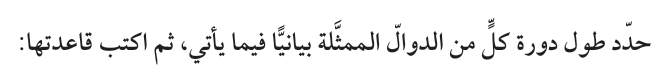 حدّد طول دورة كلٍّ من الدوالّ الممثَّلة بيانيًّا فيما يأتي، ثم اكتب قاعدتها: